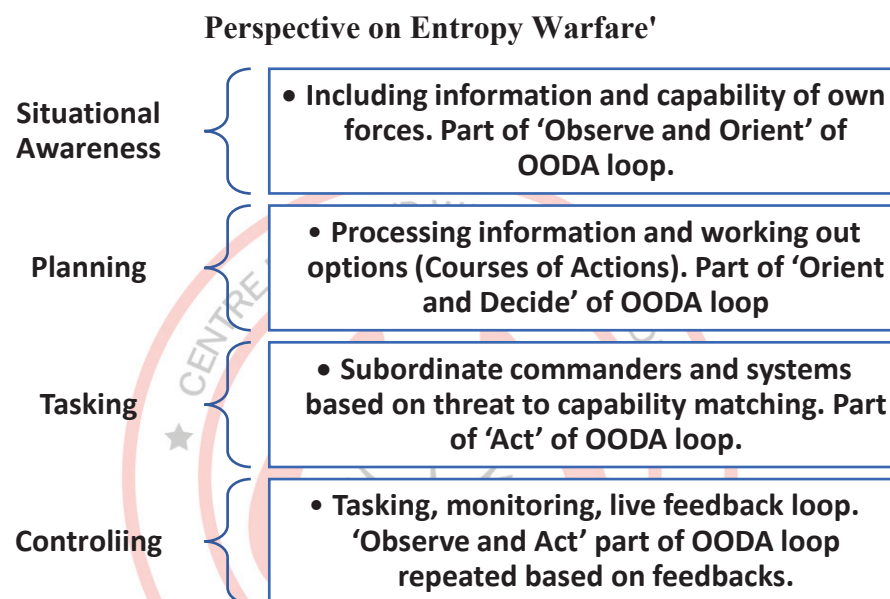 Perspective on Entropy Warfare'
Situational
Awareness
• Including information and capability of own
forces. Part of ‘Observe and Orient’ of
OODA loop.
Planning
• Processing information and working out
options (Courses of Actions). Part of ‘Orient
and Decide’ of OODA loop
Tasking
• Subordinate commanders and systems
based on threat to capability matching. Part
of ‘Act’ of OODA loop.
Controliing
• Tasking, monitoring, live feedback loop.
‘Observe and Act’ part of OODA loop
repeated based on feedbacks.
CENTRE